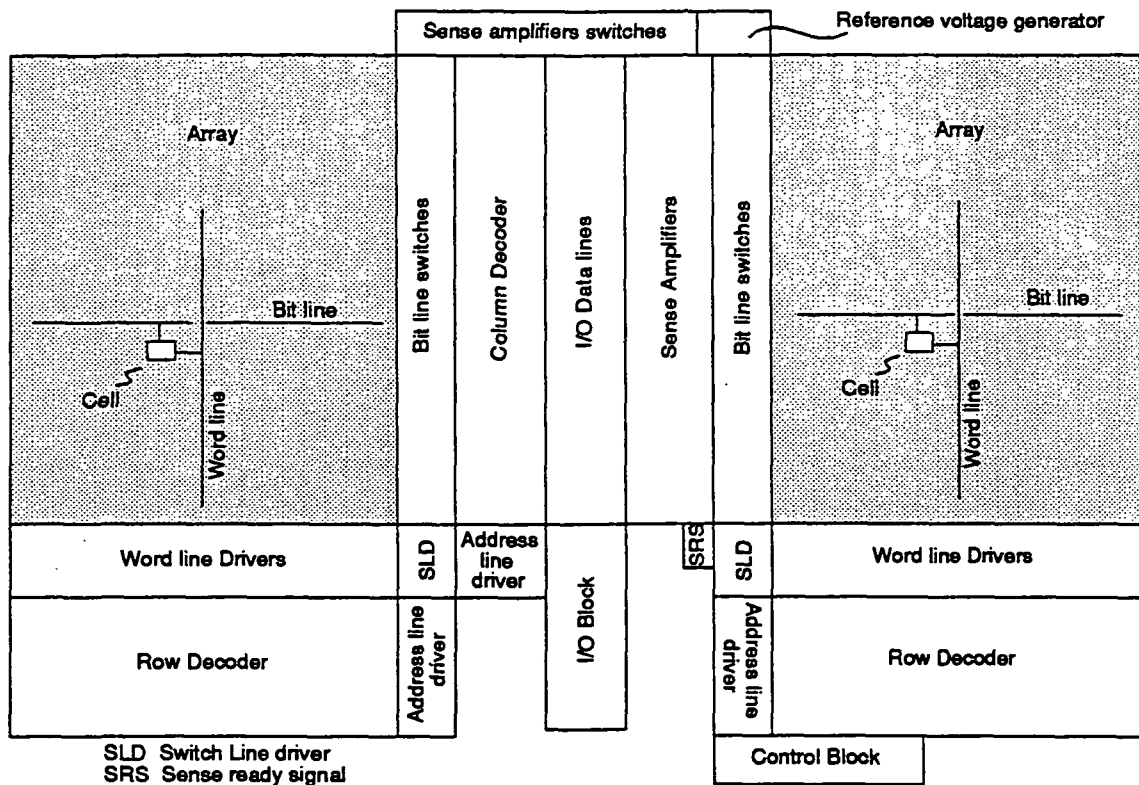 Sense amplifiers switches
Reference voltage generator
Array
Bit line
Cell
Word line
Bit line switches
Column Decoder
I/O Data lines
Sense Amplifiers
Bit line switches
Array
Bit line
Cell
Word line
Word line Drivers
SLD
Address
line
driver
I/O Block
SRS
SLD
Word line Drivers
Row Decoder
Address line
driver
Address line
driver
Row Decoder
SLD Switch Line driver
SRS Sense ready signal
Control Block